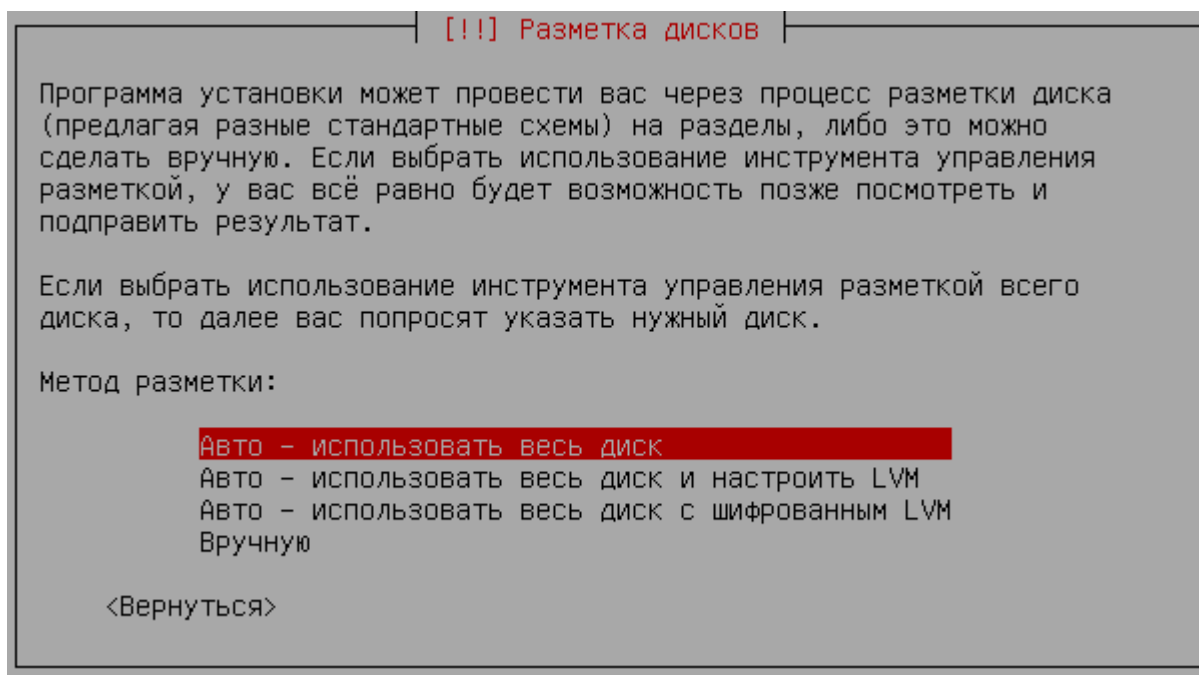 [!!] Разметка дисков
Программа установки может провести вас через процесс разметки диска
(предлагая разные стандартные схемы) на разделы, либо это можно
сделать вручную. Если выбрать использование инструмента управления
разметкой, у вас всё равно будет возможность позже посмотреть и
подправить результат.
Если выбрать использование инструмента управления разметкой всего
диска, то далее вас попросят указать нужный диск.
Метод разметки:
Авто - использовать весь диск
Авто - использовать весь диск и настроить LVM
Авто - использовать весь диск с шифрованным LVM
Вручную
<Вернуться>